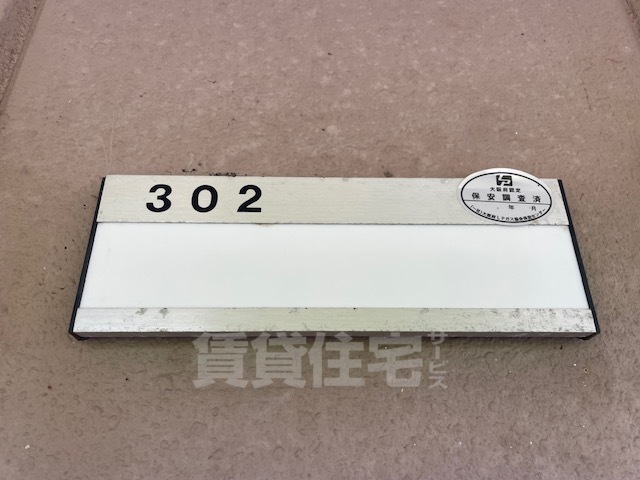 302
大阪府認定
保安調査済
年 月
賃貸住宅サービス